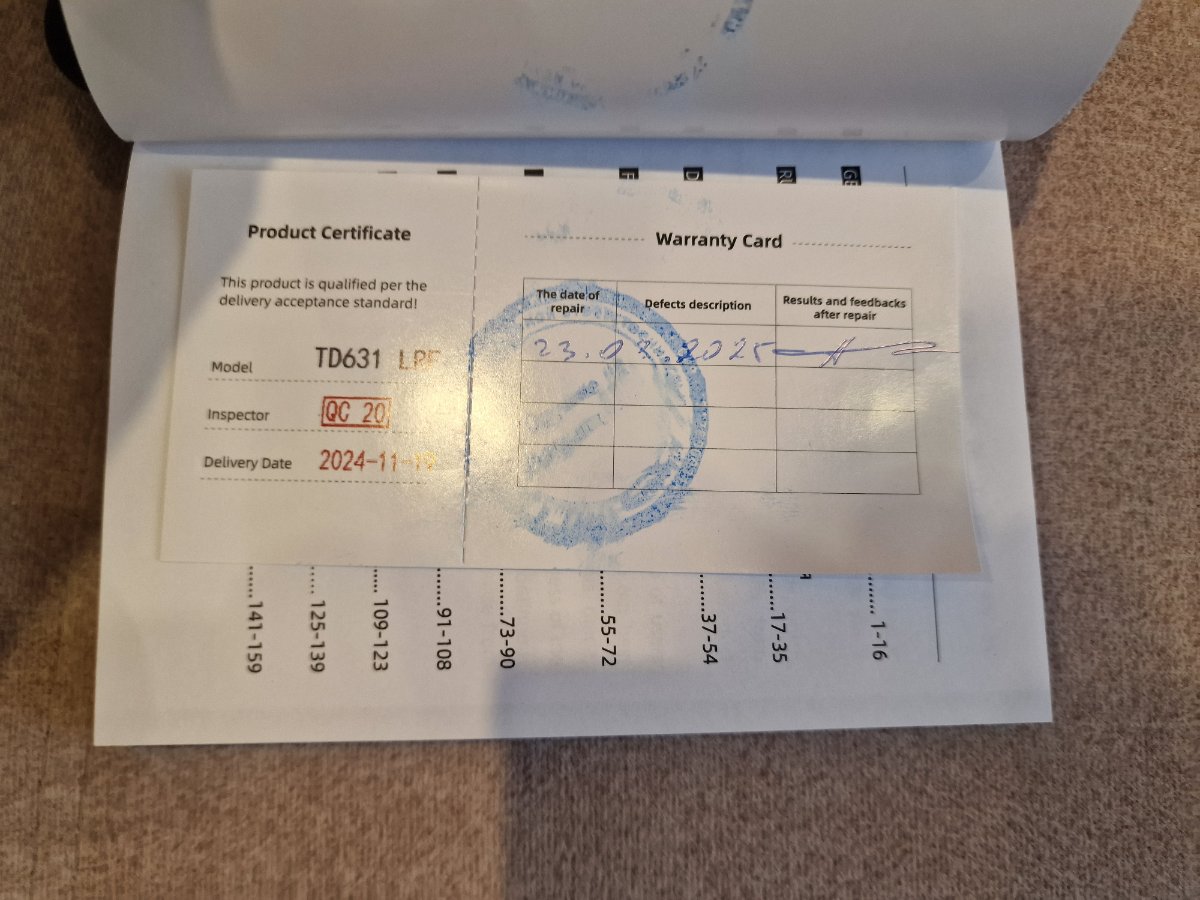 Product Certificate
This product is qualified per the
delivery acceptance standard!
Model TD631
Inspector QC 20
Delivery Date 2024-11-
Warranty Card
The date of repair Defects description Results and feedbacks after repair
141-159
125-139
109-123
91-108
73-90
55-72
37-54
17-35
1-16